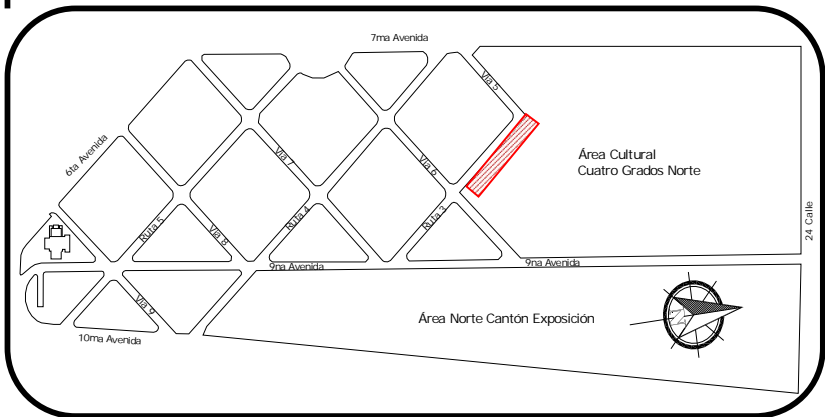 7ma Avenida
Vía 5
6ta Avenida
Vía 7
Vía 6
Área Cultural
Cuatro Grados Norte
Ruta 5
Vía 8
Ruta 4
Ruta 3
24 Calle
9na Avenida
9na Avenida
Vía 9
Área Norte Cantón Exposición
10ma Avenida